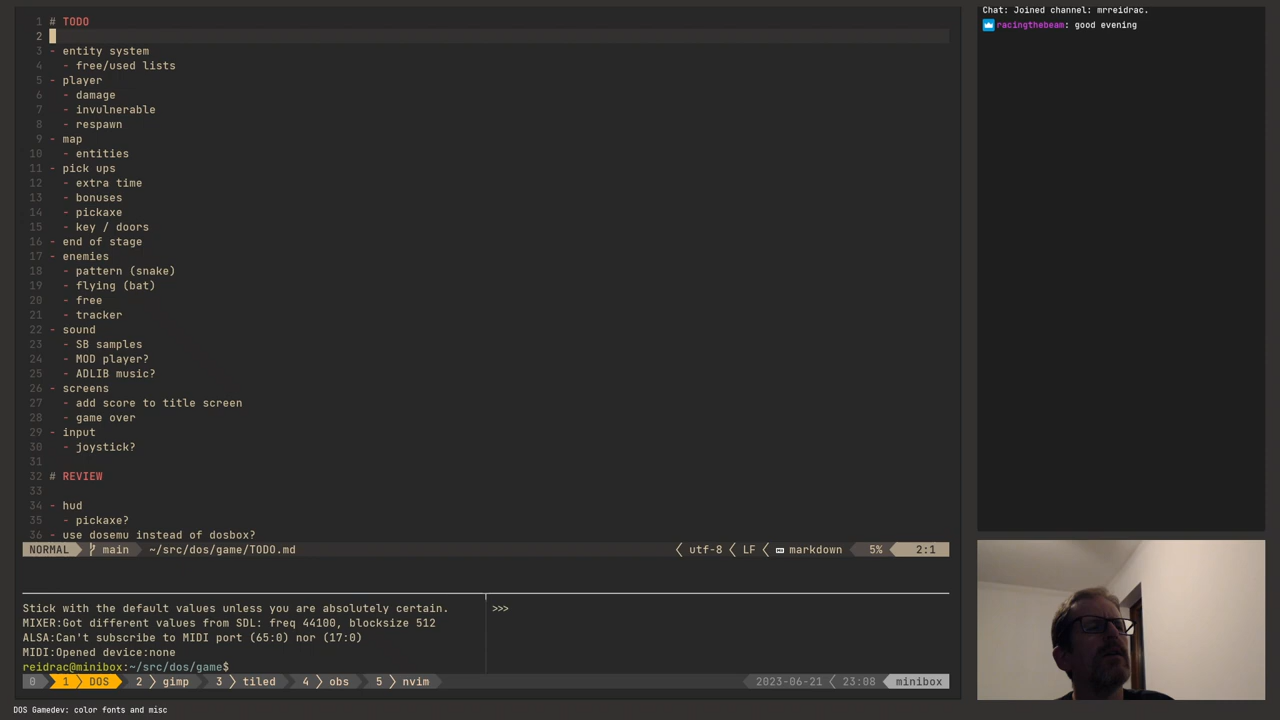 1 # TODO
2
3 - entity system
4   - free/used lists
5 - player
6   - damage
7   - invulnerable
8   - respawn
9 - map
10   - entities
11 - pick ups
12   - extra time
13   - bonuses
14   - pickaxe
15   - key / doors
16 - end of stage
17 - enemies
18   - pattern (snake)
19   - flying (bat)
20   - free
21   - tracker
22 - sound
23   - SB samples
24   - MOD player?
25   - ADLIB music?
26 - screens
27   - add score to title screen
28   - game over
29 - input
30   - joystick?
31
32 # REVIEW
33
34 - hud
35   - pickaxe?
36 - use dosemu instead of dosbox?
NORMAL main ~/src/dos/game/TODO.md utf-8 LF markdown 5% 2:1
Stick with the default values unless you are absolutely certain.
MIXER:Got different values from SDL: freq 44100, blocksize 512
ALSA:Can't subscribe to MIDI port (65:0) nor (17:0)
MIDI:Opened device:none
reidrac@minibox:~/src/dos/game$
>>>
0 1 DOS 2 gimp 3 tiled 4 obs 5 nvim 2023-06-21 23:08 minibox
DOS Gamedev: color fonts and misc
Chat: Joined channel: mrreidrac.
racingthebeam: good evening